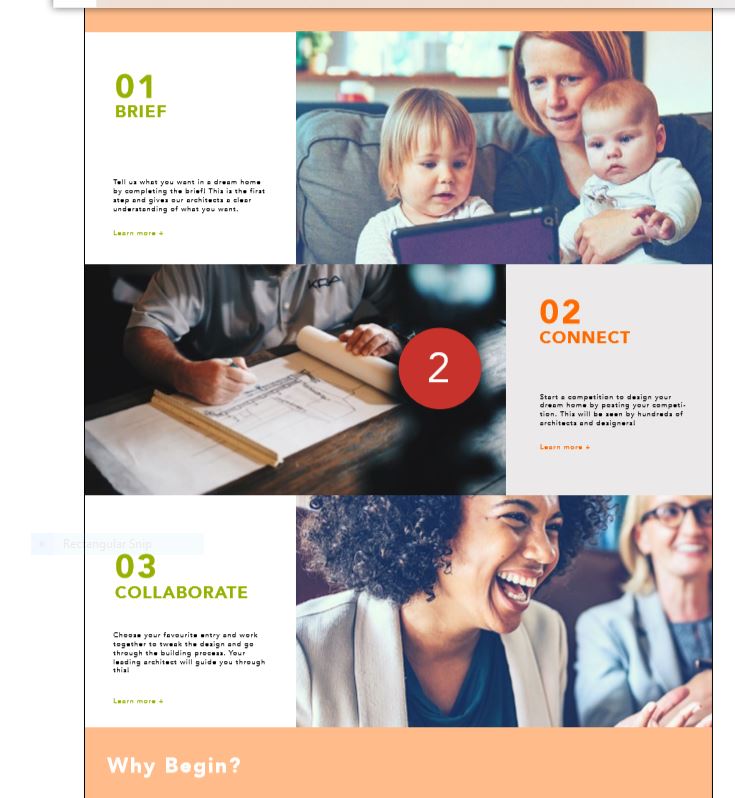 01
BRIEF
Tell us what you want in a dream home
by completing the brief! This is the first
step and gives our architects a clear
understanding of what you want.
Learn more +
KRA
2
02
CONNECT
Start a competition to design your
dream home by posting your competi-
tion. This will be seen by hundreds of
architects and designers!
Learn more +
Rectangular Snip
03
COLLABORATE
Choose your favourite entry and work
together to tweak the design and go
through the building process. Your
leading architect will guide you through
this!
Learn more +
Why Begin?